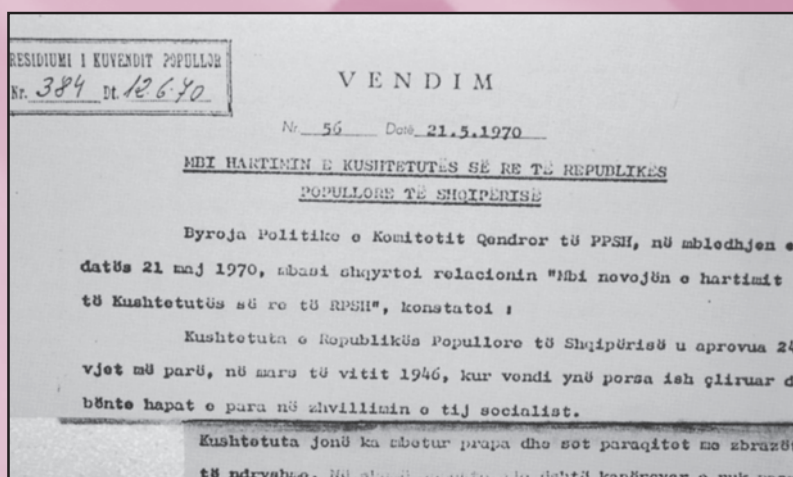 RESIDIUMI I KUVENDIT POPULLOR
Nr. 384 Dt. 12.6.70
VENDIM
Nr. 56 Datë 21.5.1970
MBI HARTIMIN E KUSHTETUTËS SË RE TË REPUBLIKËS
POPULLORE TË SHQIPËRISË
Byroja Politike e Komitetit Qendror të PPSH, në mbledhjen e
datës 21 maj 1970, mbasi shqyrtoi relacionin "Mbi nevojën e hartimit
të Kushtetutës së re të RPSH", konstatoi :
Kushtetuta e Republikës Popullore të Shqipërisë u aprovua 24
vjet më parë, në mars të vitit 1946, kur vendi ynë porsa ish çliruar d
bënte hapat e para në zhvillimin e tij socialist.
Kushtetuta jonë ka mbetur prapa dhe sot paraqitet me zbrazët
të ndryshme.